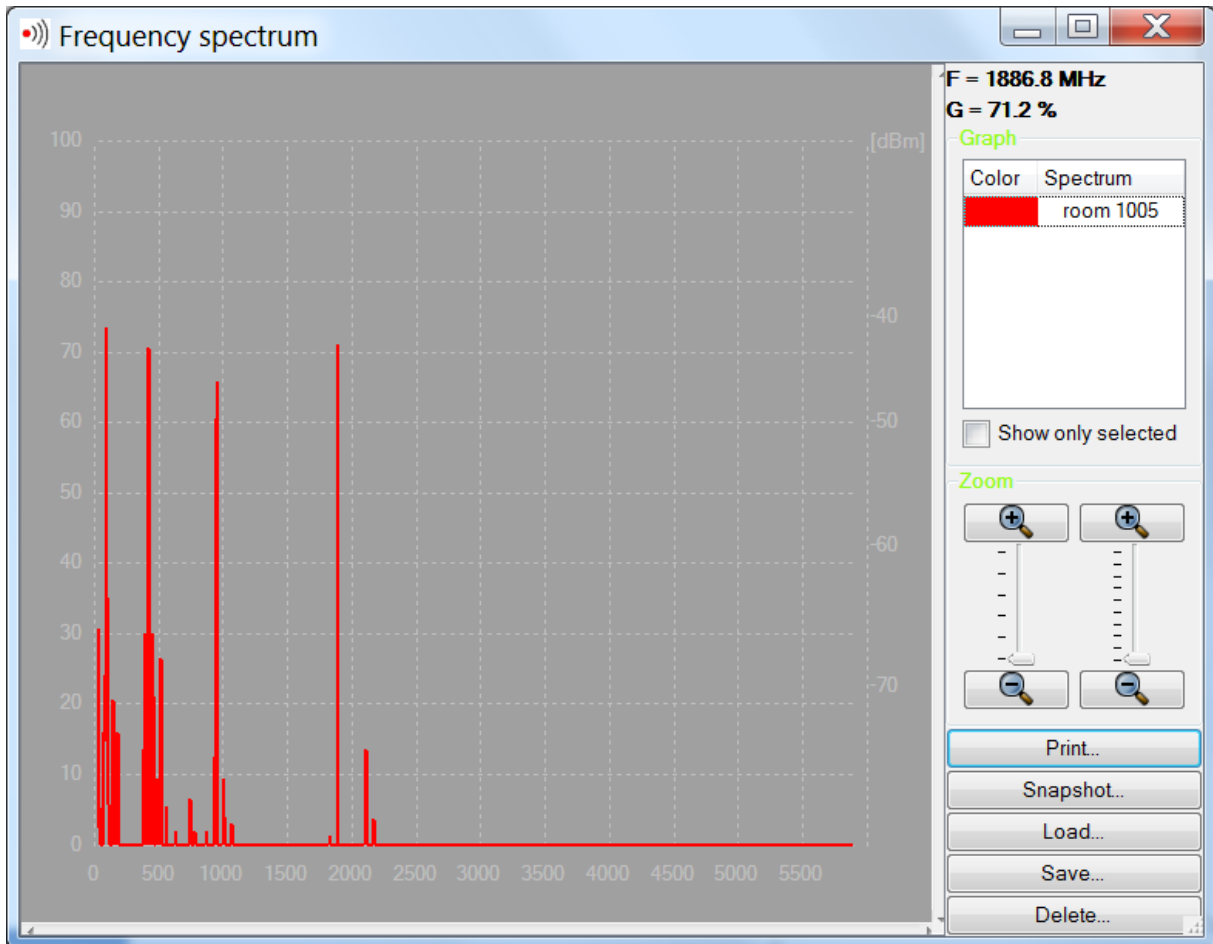 Frequency spectrum
F = 1886.8 MHz
G = 71.2 %
Graph
Color Spectrum
room 1005
Show only selected
Zoom
Print...
Snapshot...
Load...
Save...
Delete...
100
90
80
70
60
50
40
30
20
10
0
[dBm]
-40
-50
-60
-70
0 500 1000 1500 2000 2500 3000 3500 4000 4500 5000 5500